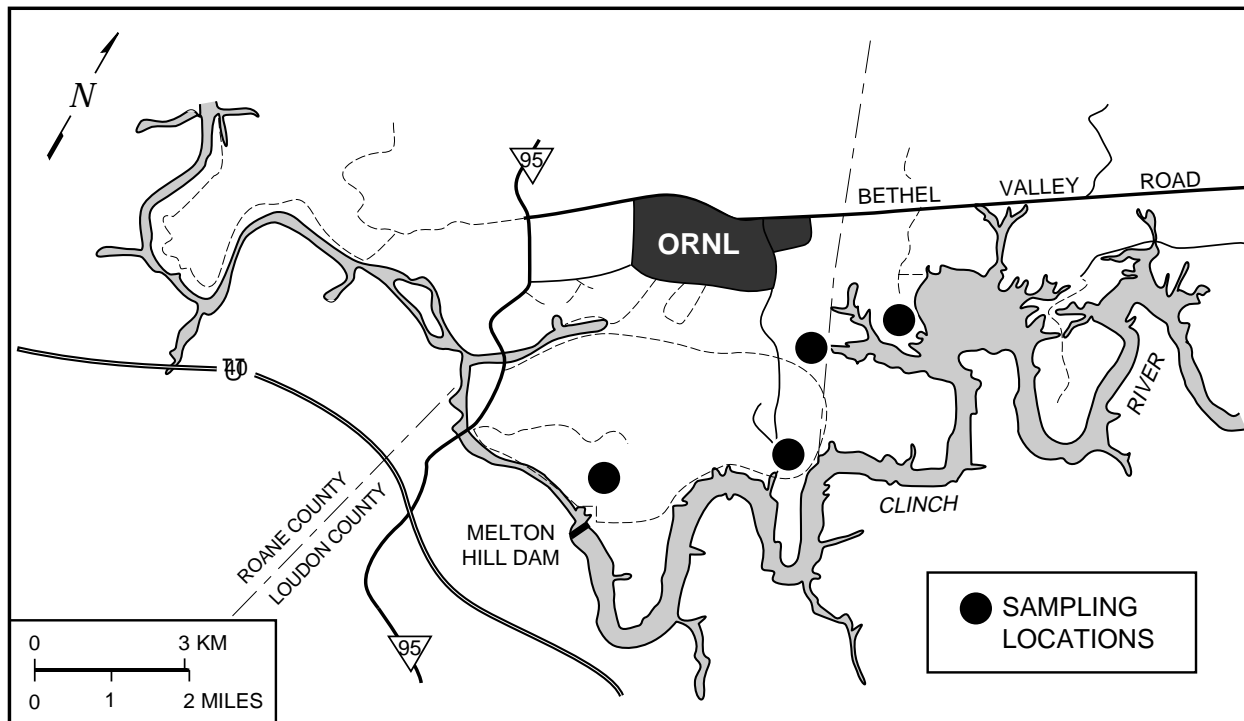 N
95
BETHEL VALLEY ROAD
ORNL
40
RIVER
CLINCH
ROANE COUNTY
LOUDON COUNTY
MELTON
HILL DAM
95
SAMPLING
LOCATIONS
0 3 KM
0 1 2 MILES